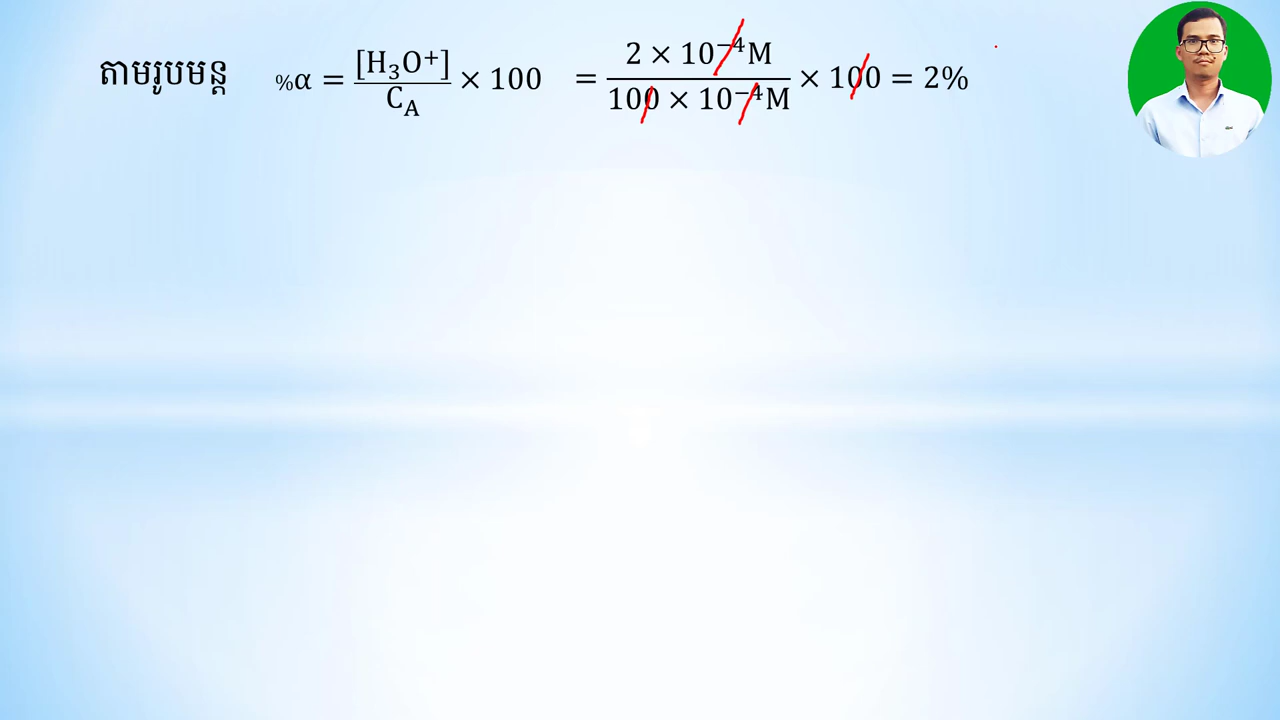 តាមរូបមន្ត %α = [H₃O⁺] / C_A × 100 = 2 × 10⁻⁴M / 100 × 10⁻⁴M × 100 = 2%